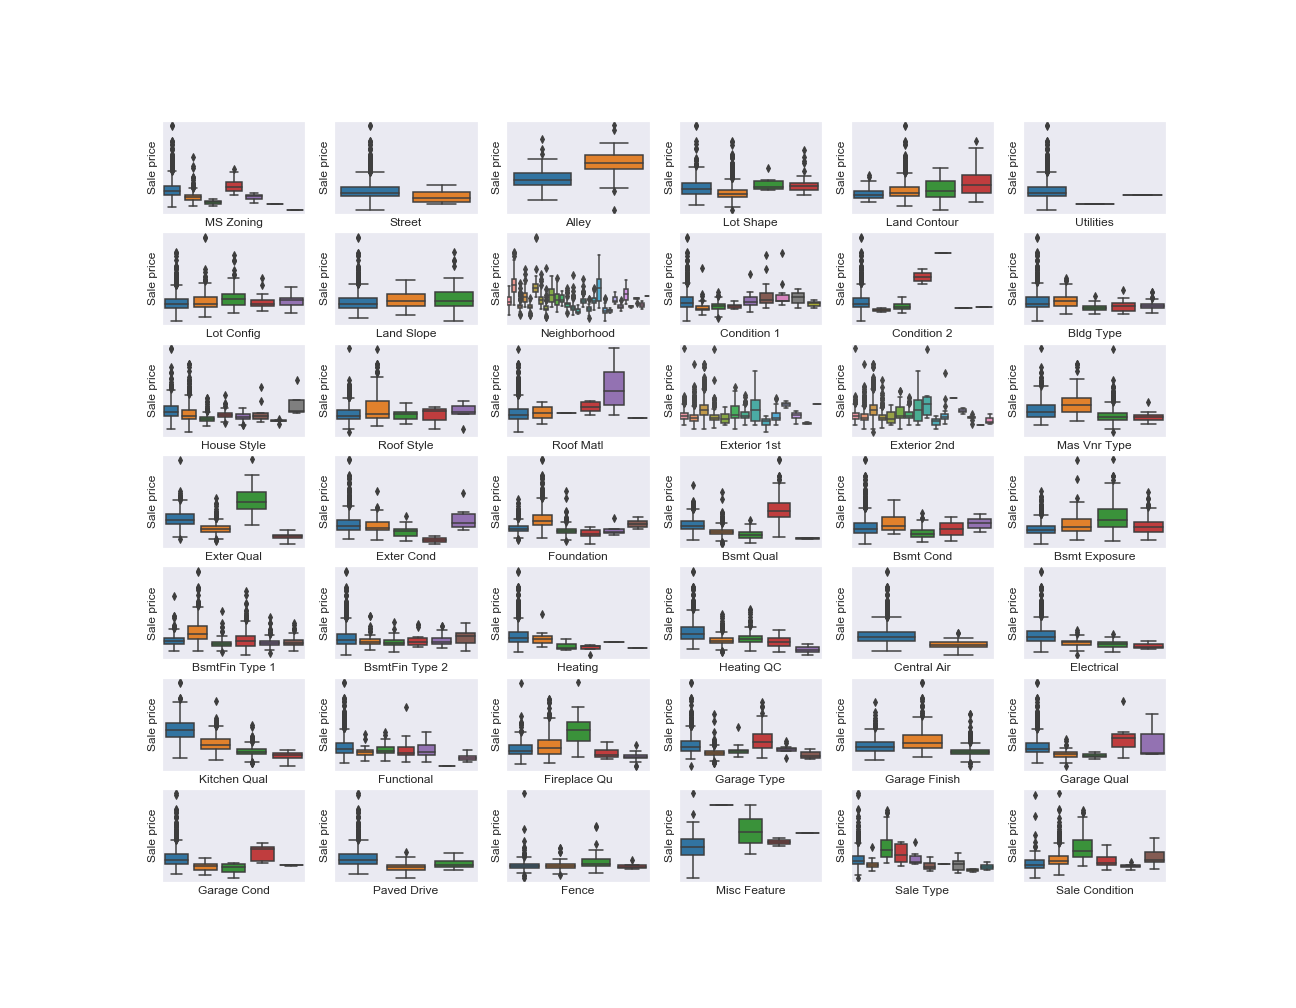 Sale price Sale price Sale price Sale price Sale price Sale price
MS Zoning Street Alley Lot Shape Land Contour Utilities
Sale price Sale price Sale price Sale price Sale price Sale price
Lot Config Land Slope Neighborhood Condition 1 Condition 2 Bldg Type
Sale price Sale price Sale price Sale price Sale price Sale price
House Style Roof Style Roof Matl Exterior 1st Exterior 2nd Mas Vnr Type
Sale price Sale price Sale price Sale price Sale price Sale price
Exter Qual Exter Cond Foundation Bsmt Qual Bsmt Cond Bsmt Exposure
Sale price Sale price Sale price Sale price Sale price Sale price
BsmtFin Type 1 BsmtFin Type 2 Heating Heating QC Central Air Electrical
Sale price Sale price Sale price Sale price Sale price Sale price
Kitchen Qual Functional Fireplace Qu Garage Type Garage Finish Garage Qual
Sale price Sale price Sale price Sale price Sale price Sale price
Garage Cond Paved Drive Fence Misc Feature Sale Type Sale Condition